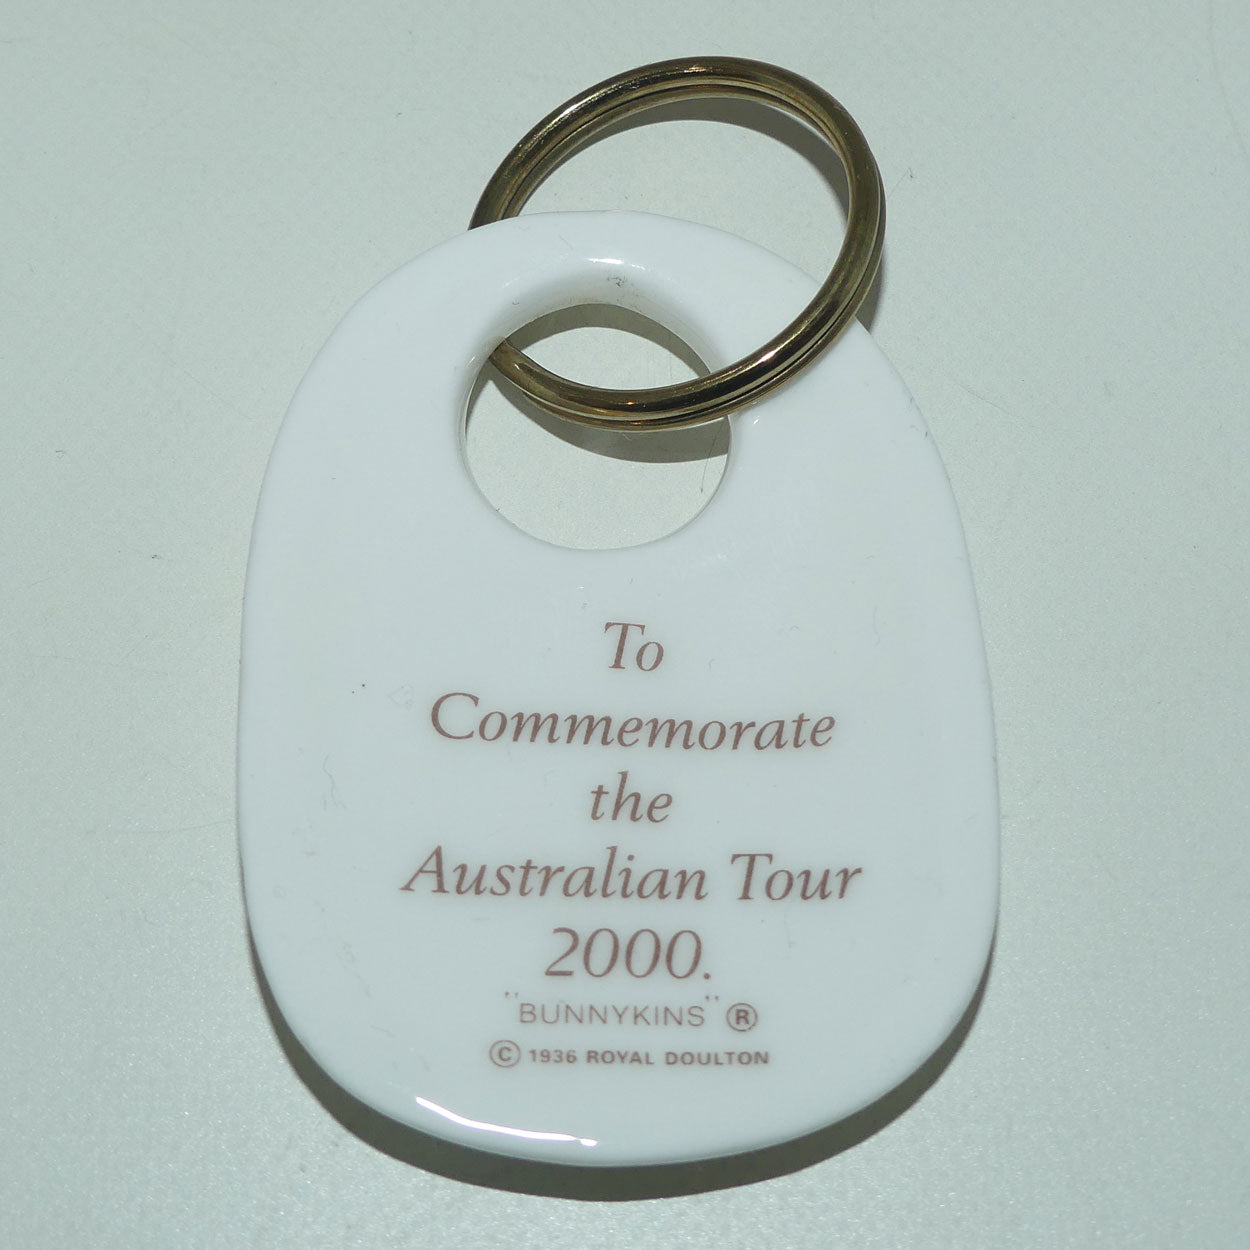 To
Commemorate
the
Australian Tour
2000.
"BUNNYKINS" ®
© 1936 ROYAL DOULTON